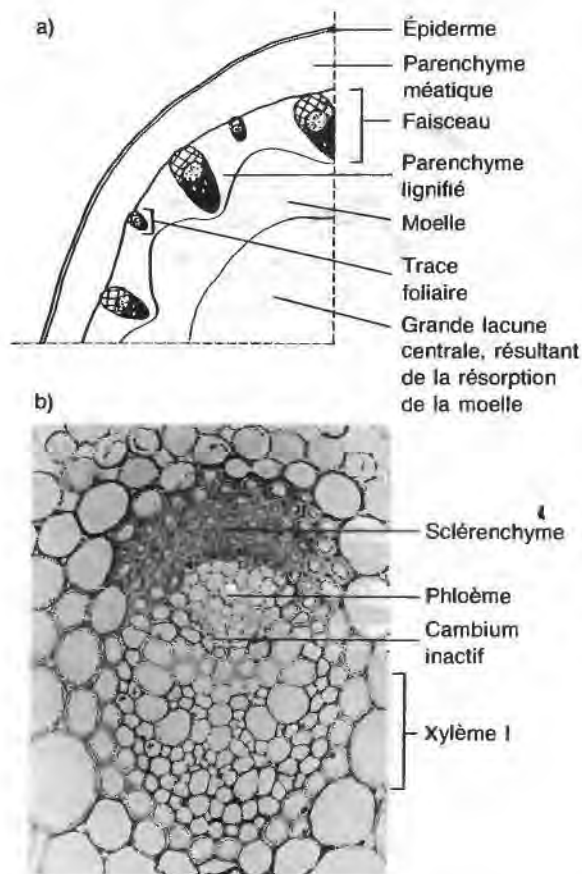 a)
Épiderme
Parenchyme
méatique
Faisceau
Parenchyme
lignifié
Moelle
Trace
foliaire
Grande lacune
centrale, résultant
de la résorption
de la moelle
b)
Sclérenchyme
Phloème
Cambium
inactif
Xylème I